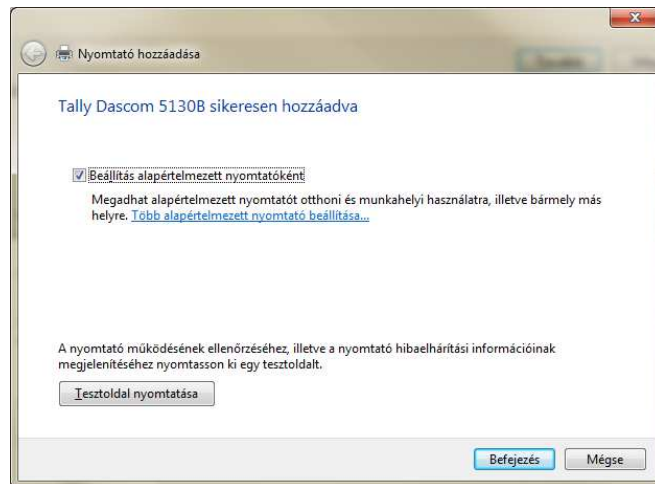 Nyomtató hozzáadása
Tally Dascom 5130B sikeresen hozzáadva
Beállítás alapértelmezett nyomtatóként
Megadhat alapértelmezett nyomtatót otthoni és munkahelyi használatra, illetve bármely más
helyre. Több alapértelmezett nyomtató beállítása...
A nyomtató működésének ellenőrzéséhez, illetve a nyomtató hibaelhárítási információinak
megjelenítéséhez nyomtasson ki egy tesztoldalt.
Tesztoldal nyomtatása
Befejezés Mégse